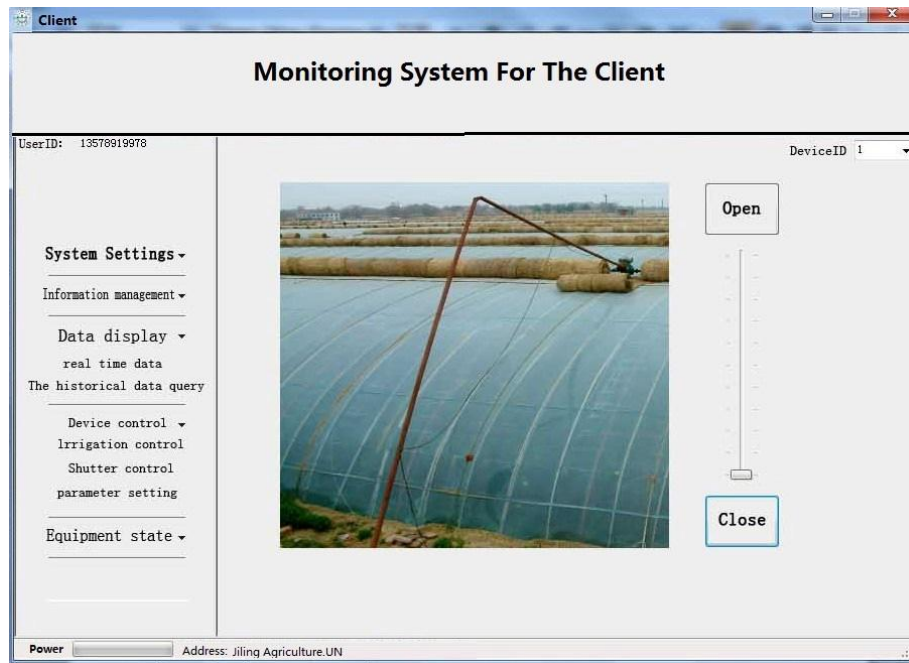 Client
Monitoring System For The Client
UserID: 13578919978
DeviceID 1
Open
System Settings
Information management
Data display
real time data
The historical data query
Device control
lrrigation control
Shutter control
parameter setting
Close
Equipment state
Power Address: Jiling Agriculture.UN